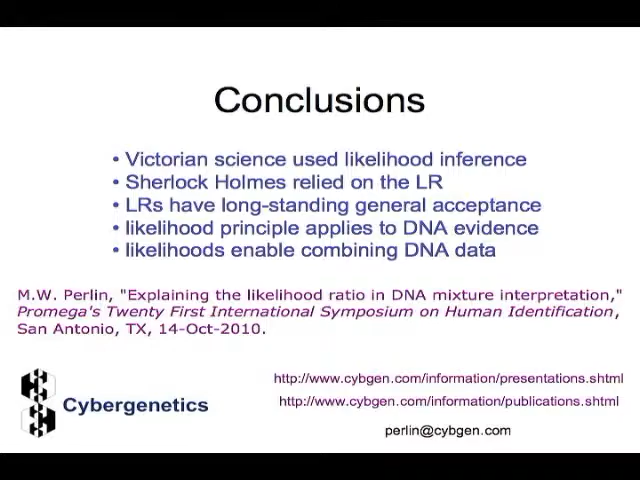 Conclusions
• Victorian science used likelihood inference
• Sherlock Holmes relied on the LR
• LRs have long-standing general acceptance
• likelihood principle applies to DNA evidence
• likelihoods enable combining DNA data
M.W. Perlin, "Explaining the likelihood ratio in DNA mixture interpretation,"
Promega's Twenty First International Symposium on Human Identification,
San Antonio, TX, 14-Oct-2010.
http://www.cybgen.com/information/presentations.shtml
Cybergenetics
http://www.cybgen.com/information/publications.shtml
perlin@cybgen.com